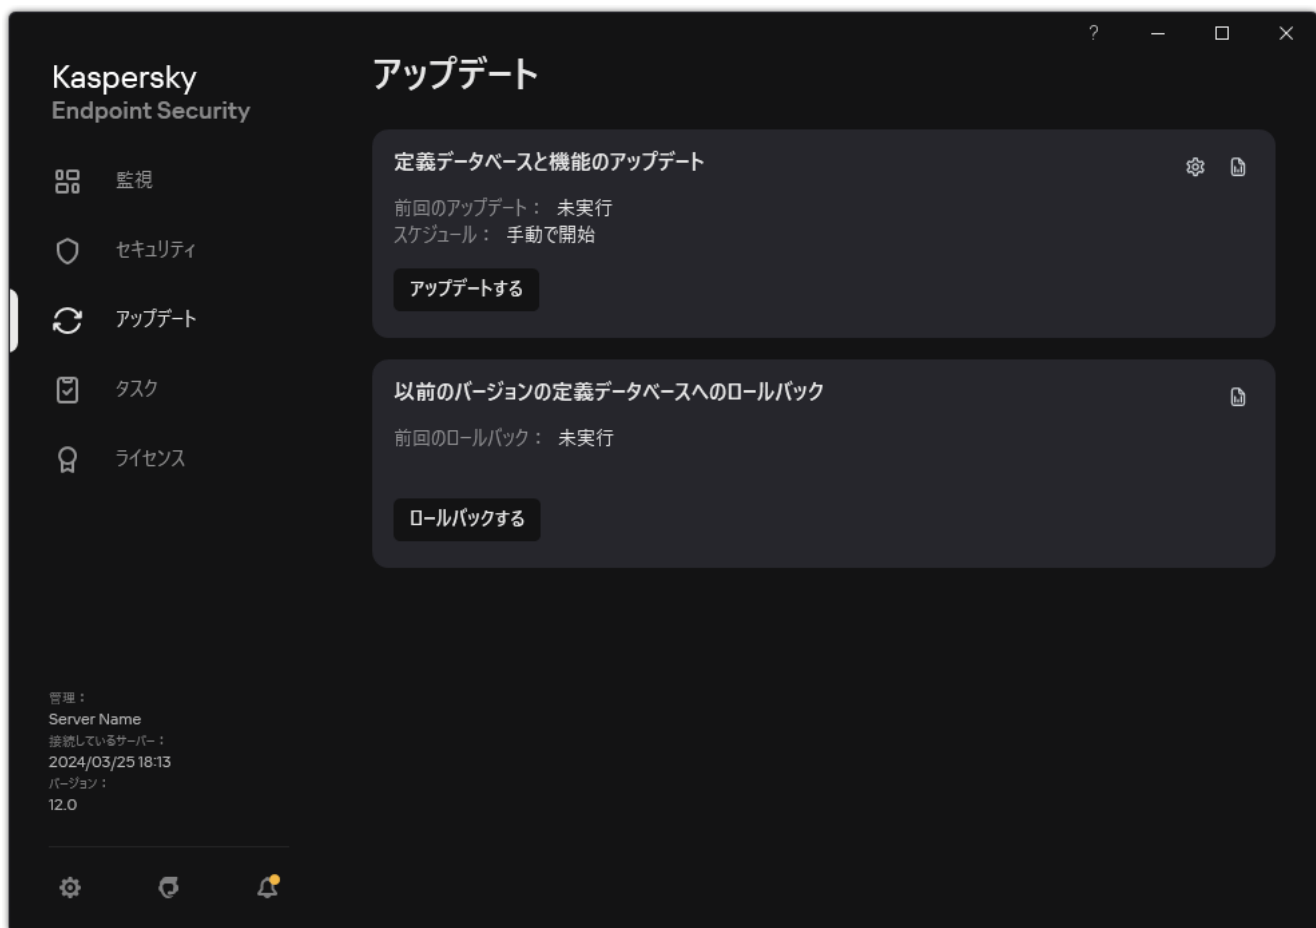 ?
Kaspersky
Endpoint Security
監視
セキュリティ
アップデート
タスク
ライセンス
管理：
Server Name
接続しているサーバー：
2024/03/25 18:13
バージョン：
12.0
アップデート
定義データベースと機能のアップデート
前回のアップデート： 未実行
スケジュール： 手動で開始
アップデートする
以前のバージョンの定義データベースへのロールバック
前回のロールバック： 未実行
ロールバックする